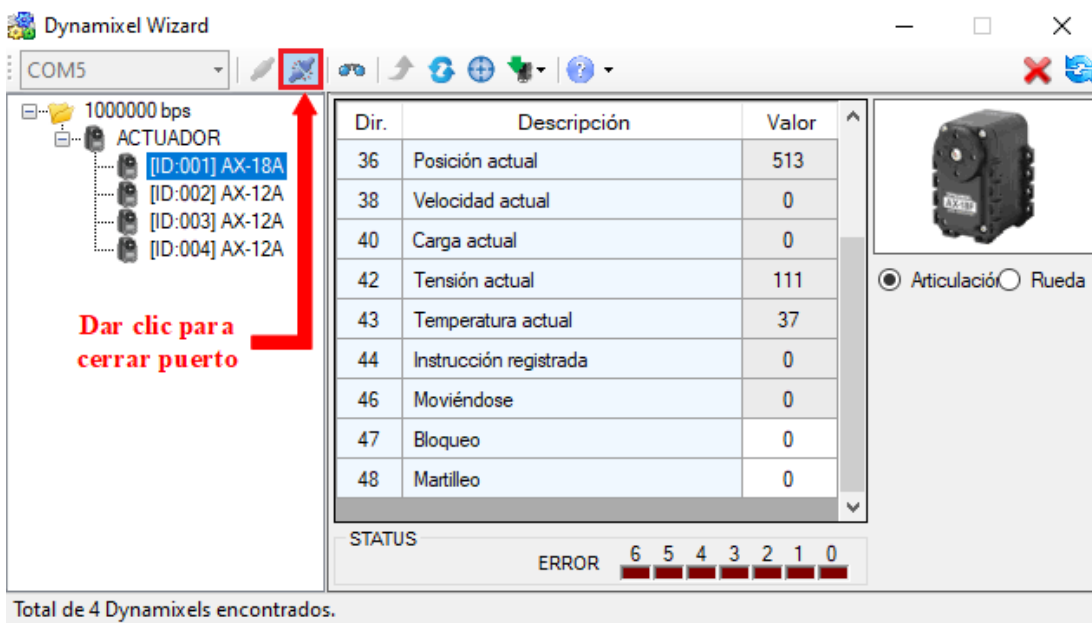 Dynamixel Wizard
COM5
1000000 bps
ACTUADOR
[ID:001] AX-18A
[ID:002] AX-12A
[ID:003] AX-12A
[ID:004] AX-12A
Dar clic para
cerrar puerto
Dir. Descripción Valor
36 Posición actual 513
38 Velocidad actual 0
40 Carga actual 0
42 Tensión actual 111
43 Temperatura actual 37
44 Instrucción registrada 0
46 Moviéndose 0
47 Bloqueo 0
48 Martilleo 0
STATUS
ERROR 6 5 4 3 2 1 0
Articulación Rueda
Total de 4 Dynamixels encontrados.